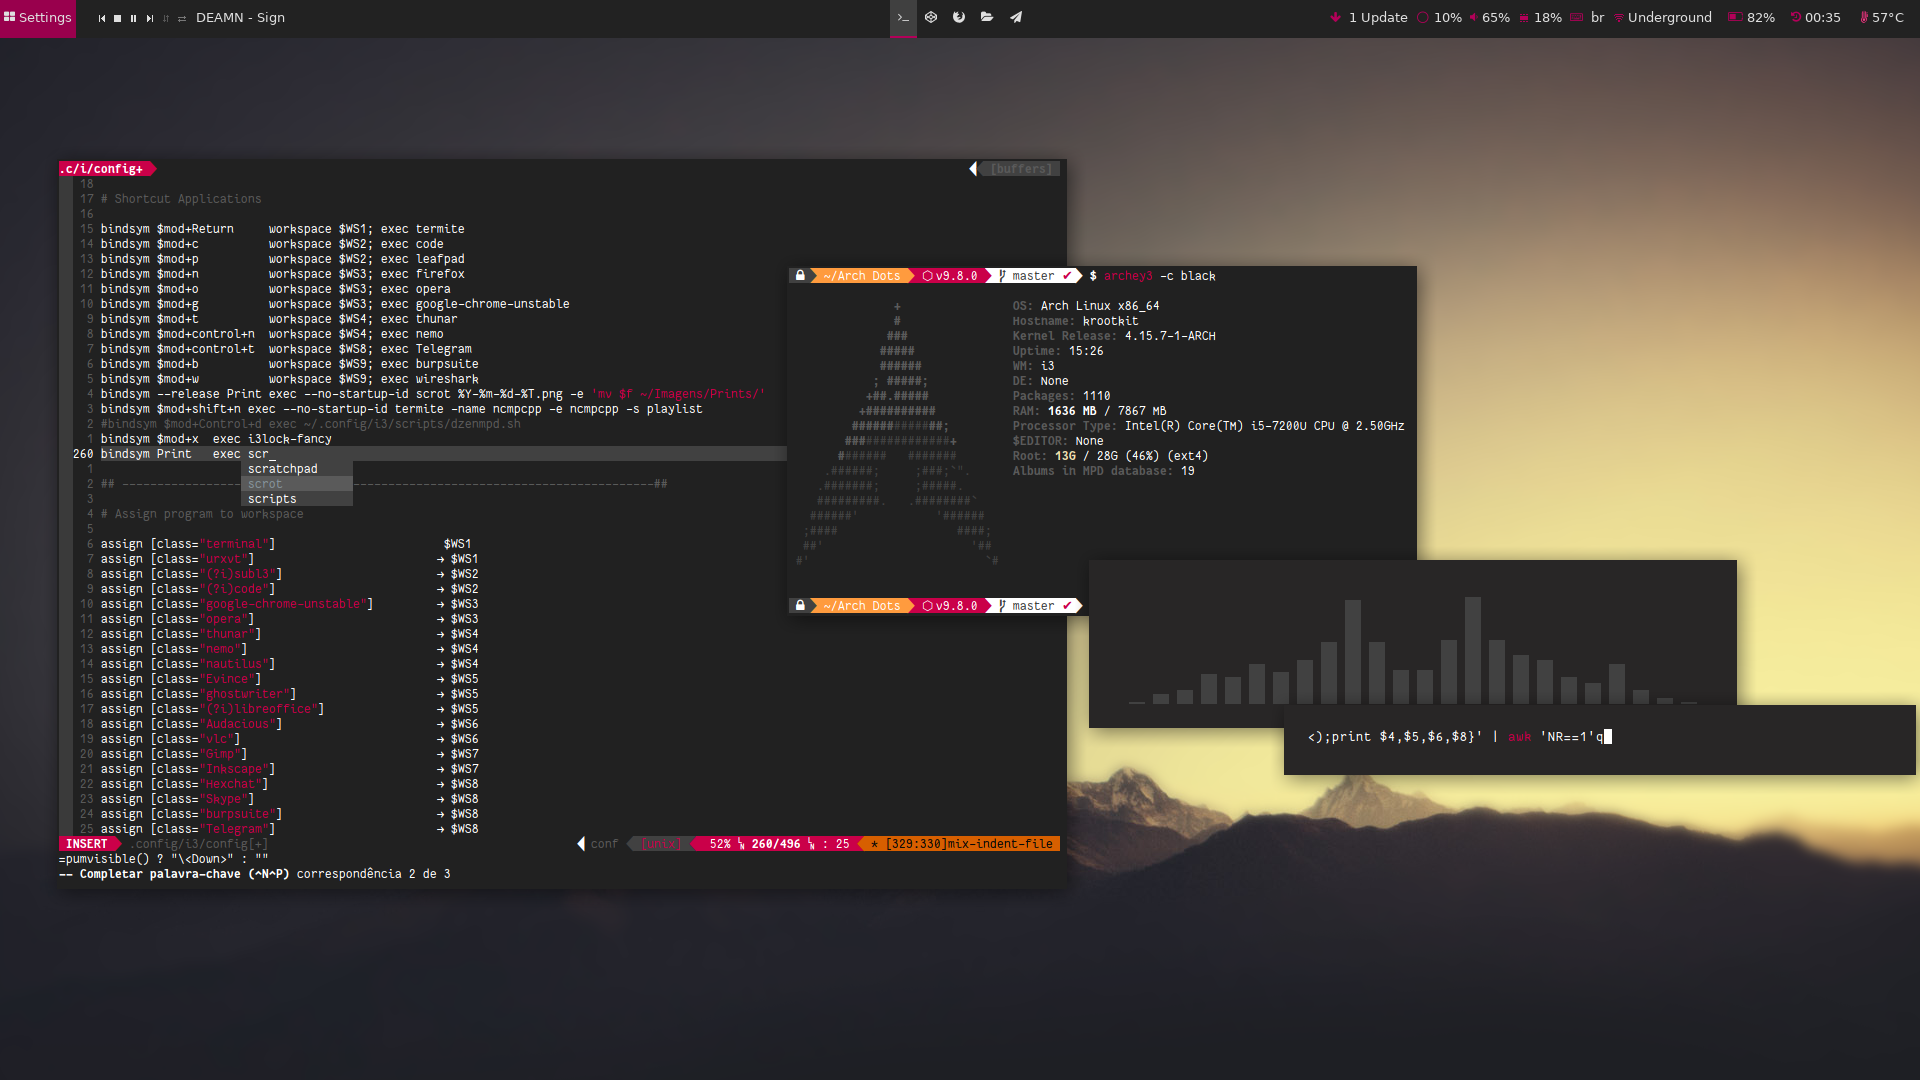 Settings DEAMN - Sign 1 Update 10% 65% 18% br Underground 82% 00:35 57°C
.c/i/config+ [buffers]
18
17 # Shortcut Applications
16
15 bindsym $mod+Return workspace $WS1; exec termite
14 bindsym $mod+c workspace $WS2; exec code
13 bindsym $mod+p workspace $WS2; exec leafpad
12 bindsym $mod+n workspace $WS3; exec firefox
11 bindsym $mod+o workspace $WS3; exec opera
10 bindsym $mod+g workspace $WS3; exec google-chrome-unstable
9 bindsym $mod+t workspace $WS4; exec thunar
8 bindsym $mod+control+n workspace $WS4; exec nemo
7 bindsym $mod+control+t workspace $WS8; exec Telegram
6 bindsym $mod+b workspace $WS9; exec burpsuite
5 bindsym $mod+w workspace $WS9; exec wireshark
4 bindsym --release Print exec --no-startup-id scrot %Y-%m-%d-%T.png -e 'mv $f ~/Imagens/Prints/'
3 bindsym $mod+shift+n exec --no-startup-id termite -name ncmpcpp -e ncmpcpp -s playlist
2 #bindsym $mod+Control+d exec ~/.config/i3/scripts/dzenmpd.sh
1 bindsym $mod+x exec i3lock-fancy
260 bindsym Print exec scr_
1 scratchpad
2 ## ----------------- scrot -------------------------------------------##
3 scripts
4 # Assign program to workspace
5
6 assign [class="terminal"] $WS1
7 assign [class="urxvt"] → $WS1
8 assign [class="(?i)subl3"] → $WS2
9 assign [class="(?i)code"] → $WS2
10 assign [class="google-chrome-unstable"] → $WS3
11 assign [class="opera"] → $WS3
12 assign [class="thunar"] → $WS4
13 assign [class="nemo"] → $WS4
14 assign [class="nautilus"] → $WS4
15 assign [class="Evince"] → $WS5
16 assign [class="ghostwriter"] → $WS5
17 assign [class="(?i)libreoffice"] → $WS5
18 assign [class="Audacious"] → $WS6
19 assign [class="vlc"] → $WS6
20 assign [class="Gimp"] → $WS7
21 assign [class="Inkscape"] → $WS7
22 assign [class="Hexchat"] → $WS8
23 assign [class="Skype"] → $WS8
24 assign [class="burpsuite"] → $WS8
25 assign [class="Telegram"] → $WS8
INSERT .config/i3/config[+] conf [unix] 52% ␤ 260/496 ␤ : 25 * [329:330]mix-indent-file
=pumvisible() ? "\<Down>" : ""
-- Completar palavra-chave (^N^P) correspondência 2 de 3
~/Arch Dots v9.8.0 master ✔ $ archey3 -c black
OS: Arch Linux x86_64
Hostname: krootkit
Kernel Release: 4.15.7-1-ARCH
Uptime: 15:26
WM: i3
DE: None
Packages: 1110
RAM: 1636 MB / 7867 MB
Processor Type: Intel(R) Core(TM) i5-7200U CPU @ 2.50GHz
$EDITOR: None
Root: 13G / 28G (46%) (ext4)
Albums in MPD database: 19
~/Arch Dots v9.8.0 master ✔
<);print $4,$5,$6,$8}' | awk 'NR==1'q